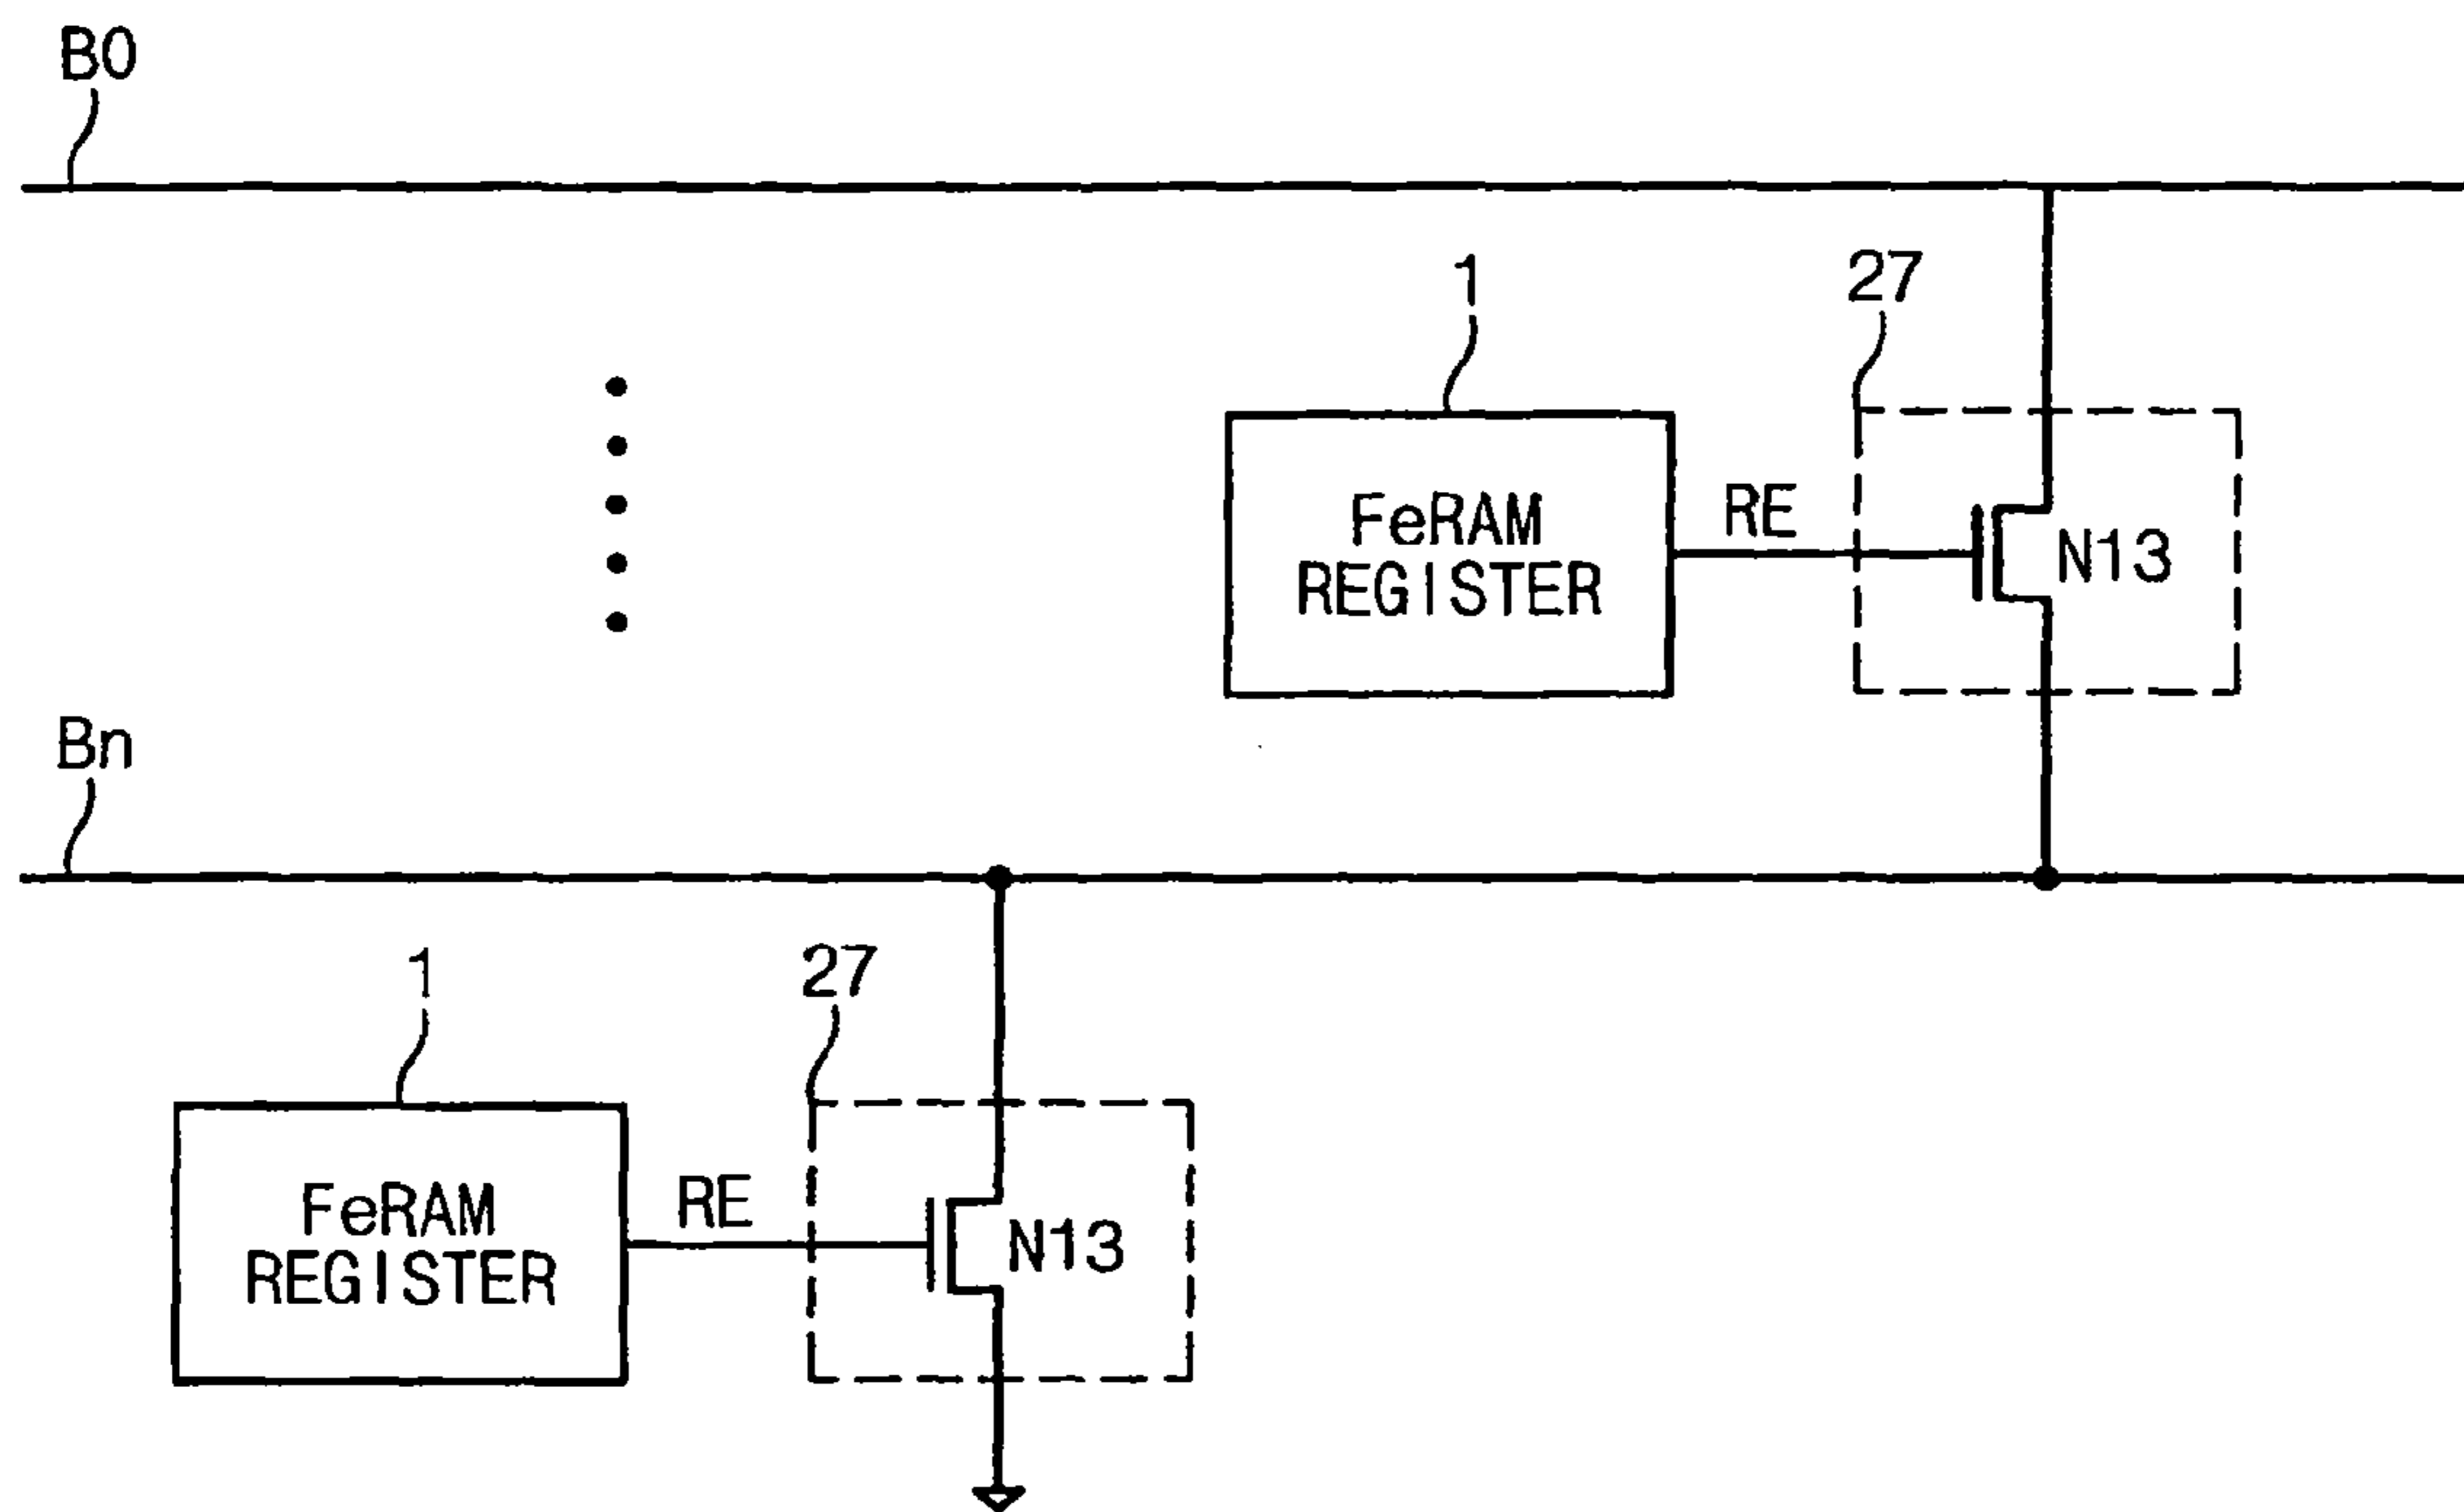 B0
1
27
FeRAM
REGISTER
RE
N13
Bn
1
27
FeRAM
REGISTER
RE
N13